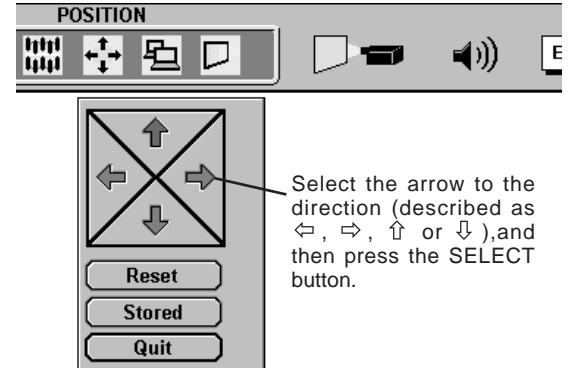 POSITION
E
Select the arrow to the
direction (described as
⇦ , ⇨ , ⇧ or ⇩ ),and
then press the SELECT
button.
Reset
Stored
Quit